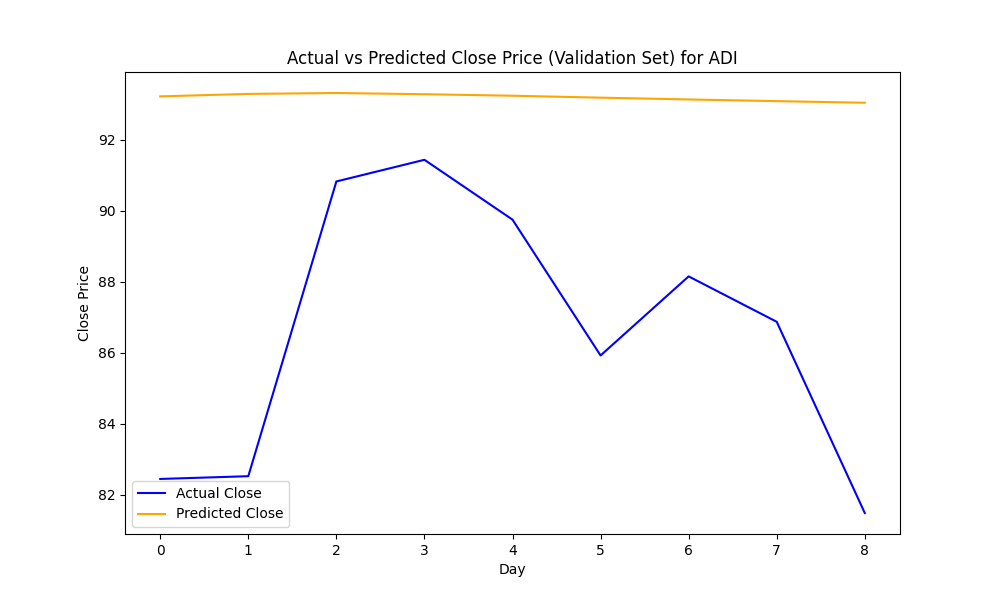 Actual vs Predicted Close Price (Validation Set) for ADI
Close Price
92
90
88
86
84
82
Actual Close
Predicted Close
0 1 2 3 4 5 6 7 8
Day